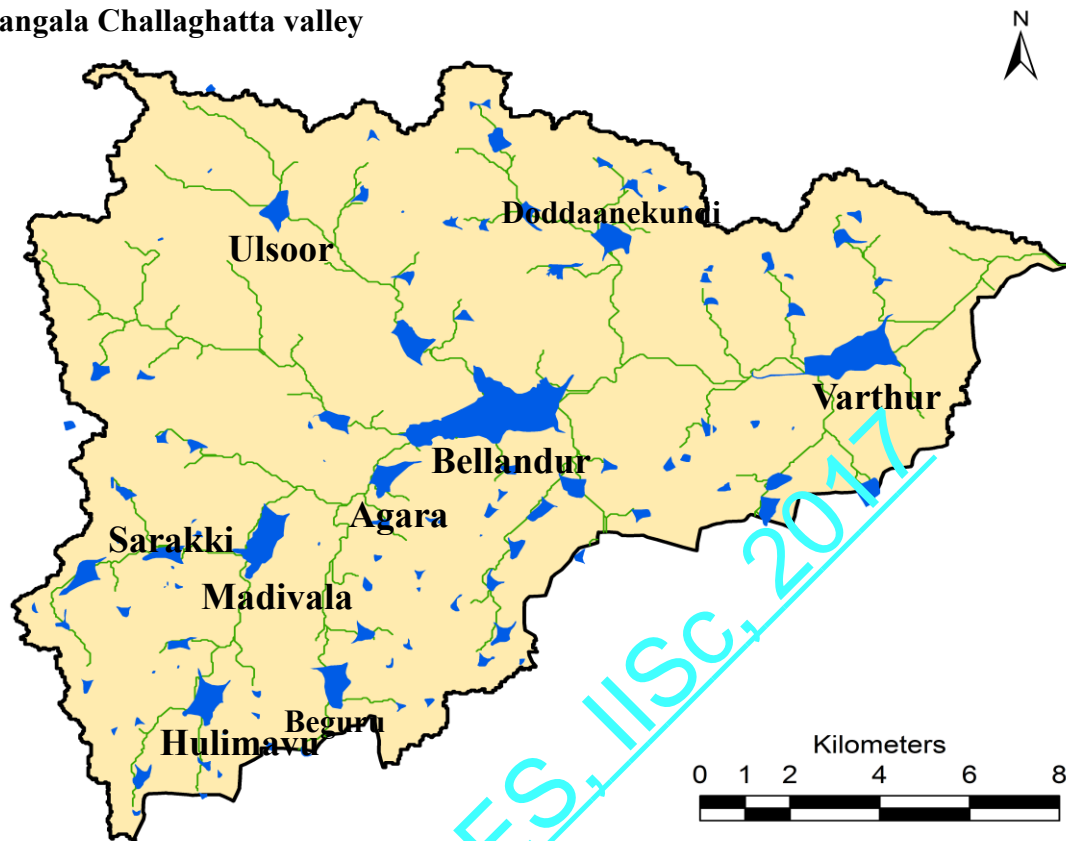 angala Challaghatta valley
N
Doddaanekundi
Ulsoor
Varthur
Bellandur
Agara
Sarakki
Madivala
Beguru
Hulimavu
Kilometers
0 1 2 4 6 8
ES, IISc, 2017